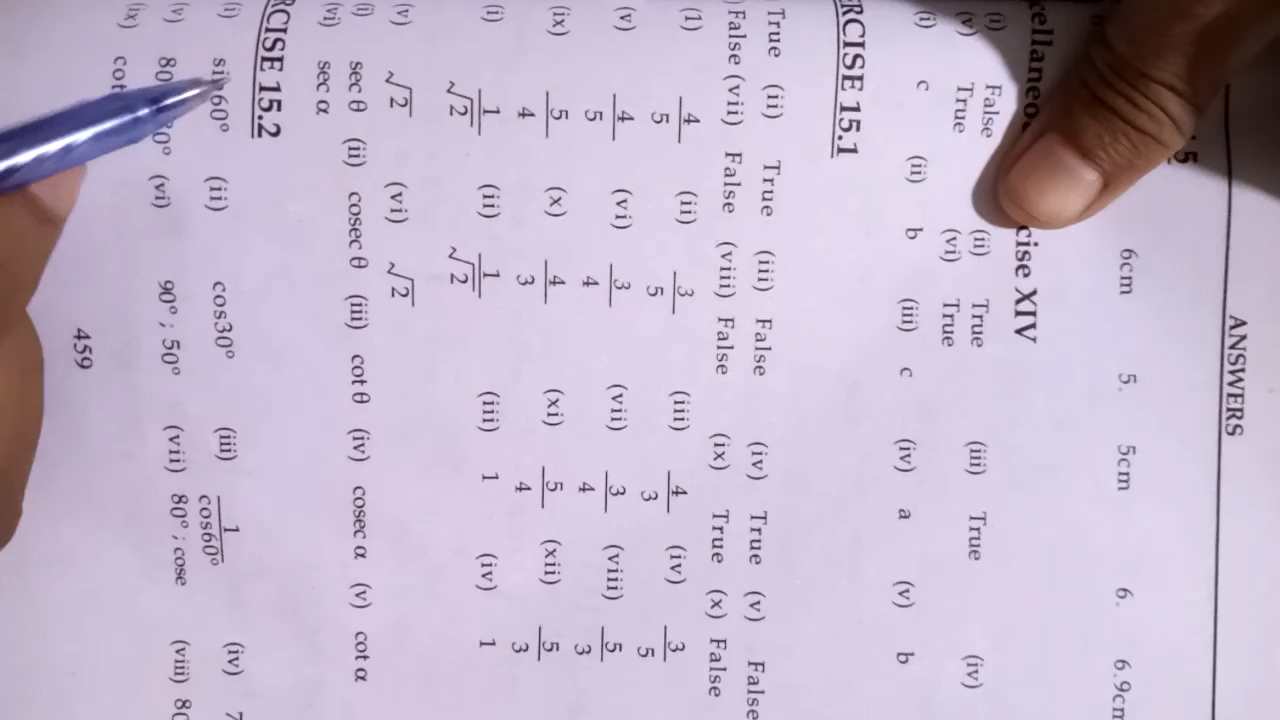 ANSWERS
6cm 5. 5cm 6. 6.9cm
cise XIV
(i) False (ii) True (iii) True (iv)
(v) True (vi) True
(i) c (ii) b (iii) c (iv) a (v) b
RCISE 15.1
True (ii) True (iii) False (iv) True (v) False
False (vii) False (viii) False (ix) True (x) False
(1) 4/5 (ii) 3/5 (iii) 4/3 (iv) 3/5
(v) 4/5 (vi) 3/4 (vii) 3/4 (viii) 5/3
(ix) 5/4 (x) 4/3 (xi) 5/4 (xii) 5/3
(i) 1/√2 (ii) 1/√2 (iii) 1 (iv) 1
(v) √2 (vi) √2
(i) sec θ (ii) cosec θ (iii) cot θ (iv) cosec α (v) cot α
(vi) sec α
RCISE 15.2
(i) sin60° (ii) cos30° (iii) 1/cos60° (iv) 7
(v) 80 (vi) 90° ; 50° (vii) 80° ; cose (viii) 80
(ix) cot
459